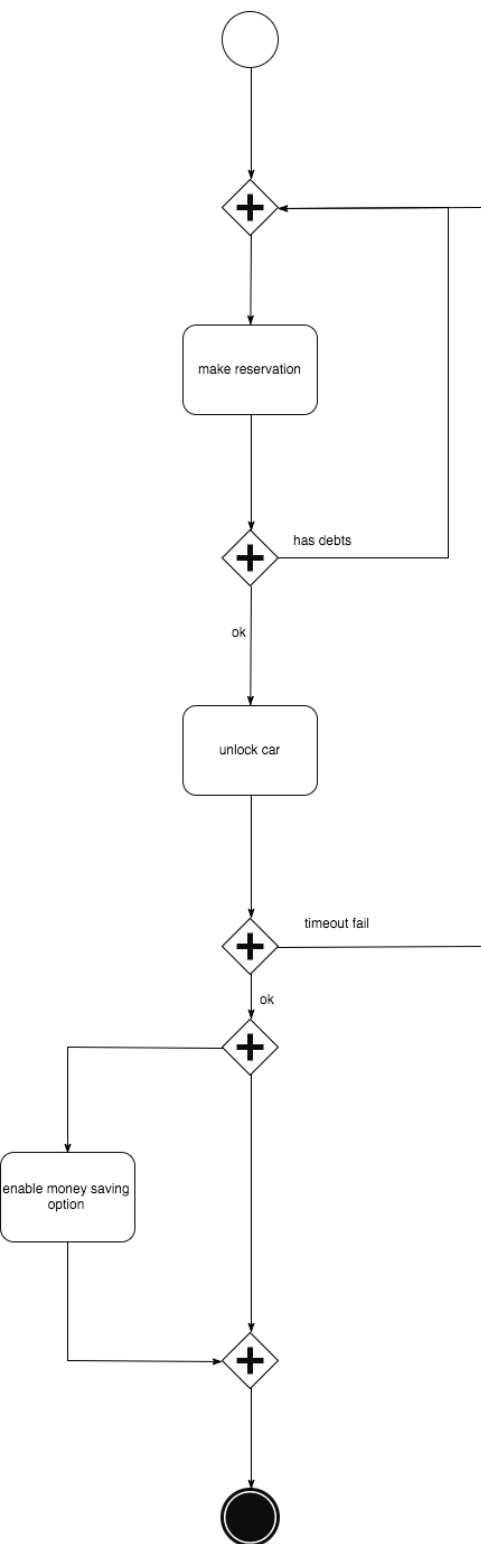 make reservation
has debts
ok
unlock car
timeout fail
ok
enable money saving
option